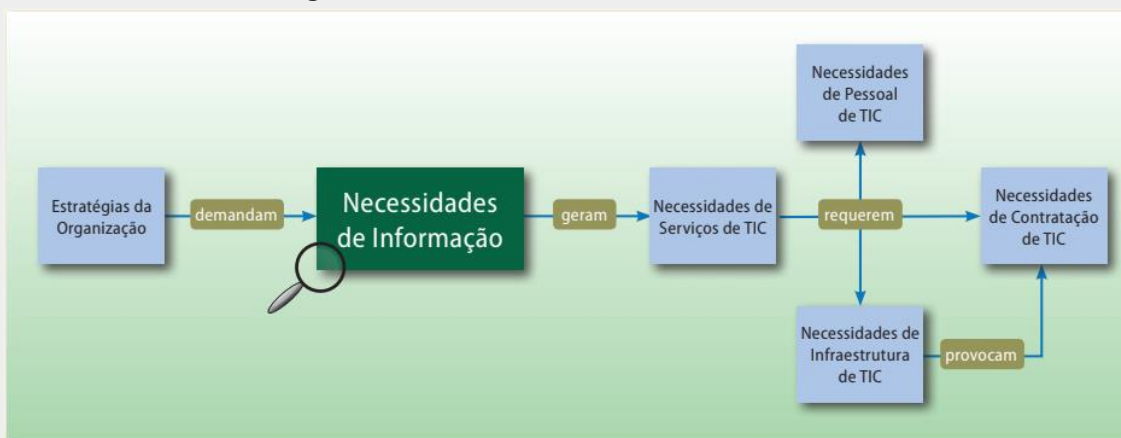 Estratégias da
Organização
demandam
Necessidades
de Informação
geram
Necessidades de
Serviços de TIC
requerem
Necessidades
de Pessoal
de TIC
Necessidades
de Contratação
de TIC
Necessidades de
Infraestrutura
de TIC
provocam